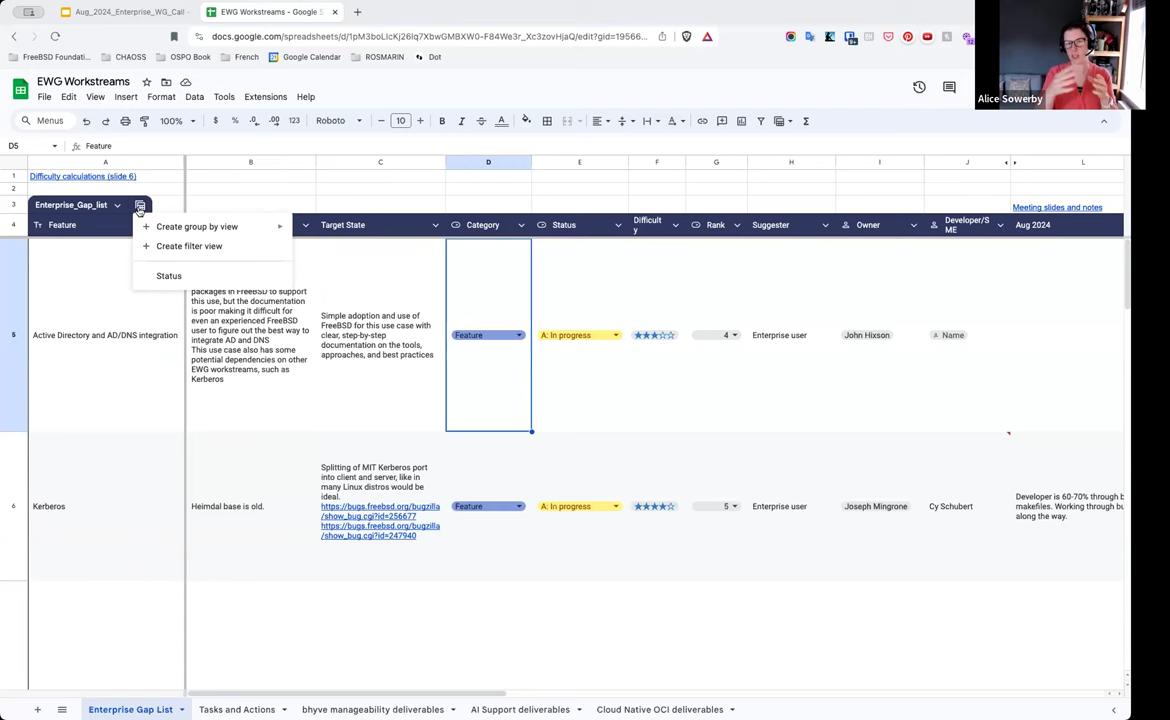 Aug_2024_Enterprise_WG_Call -
EWG Workstreams - Google S
docs.google.com/spreadsheets/d/1pM3boLIcKj26Iq7XbwGMBXW0-F84We3r_Xc3zovHjaQ/edit?gid=19566...
FreeBSD Foundati...
CHAOSS
OSPO Book
French
Google Calendar
ROSMARIN
Dot
Alice Sowerby
EWG Workstreams
File Edit View Insert Format Data Tools Extensions Help
Menus
100%
$ % .0 .00 123
Roboto
10
B I
D5
fx Feature
A B C D E F G H I J L
1 Difficulty calculations (slide 6)
2
3 Enterprise_Gap_list
Meeting slides and notes
4 Tт Feature
Target State
Category
Status
Difficult
y
Rank
Suggester
Owner
Developer/S
ME
Aug 2024
+ Create group by view
+ Create filter view
Status
5
Active Directory and AD/DNS integration
packages in FreeBSD to support
this use, but the documentation
is poor making it difficult for
even an experienced FreeBSD
user to figure out the best way to
integrate AD and DNS
This use case also has some
potential dependencies on other
EWG workstreams, such as
Kerberos
Simple adoption and use of
FreeBSD for this use case with
clear, step-by-step
documentation on the tools,
approaches, and best practices
Feature
A: In progress
★★★☆☆
4
Enterprise user
John Hixson
Name
6
Kerberos
Heimdal base is old.
Splitting of MIT Kerberos port
into client and server, like in
many Linux distros would be
ideal.
https://bugs.freebsd.org/bugzilla
/show_bug.cgi?id=256677
https://bugs.freebsd.org/bugzilla
/show_bug.cgi?id=247940
Feature
A: In progress
★★★★☆
5
Enterprise user
Joseph Mingrone
Cy Schubert
Developer is 60-70% through b
makefiles. Working through bu
along the way.
Enterprise Gap List
Tasks and Actions
bhyve manageability deliverables
AI Support deliverables
Cloud Native OCI deliverables